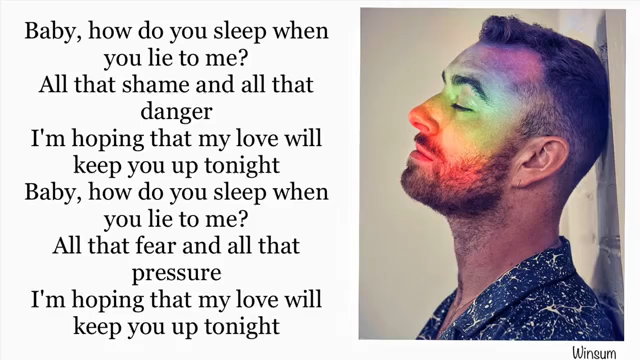 Baby, how do you sleep when
you lie to me?
All that shame and all that
danger
I'm hoping that my love will
keep you up tonight
Baby, how do you sleep when
you lie to me?
All that fear and all that
pressure
I'm hoping that my love will
keep you up tonight
Winsum